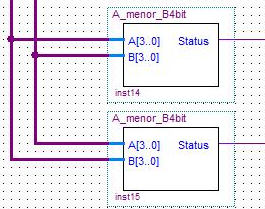 A_menor_B4bit
A[3..0] Status
B[3..0]
inst14
A_menor_B4bit
A[3..0] Status
B[3..0]
inst15